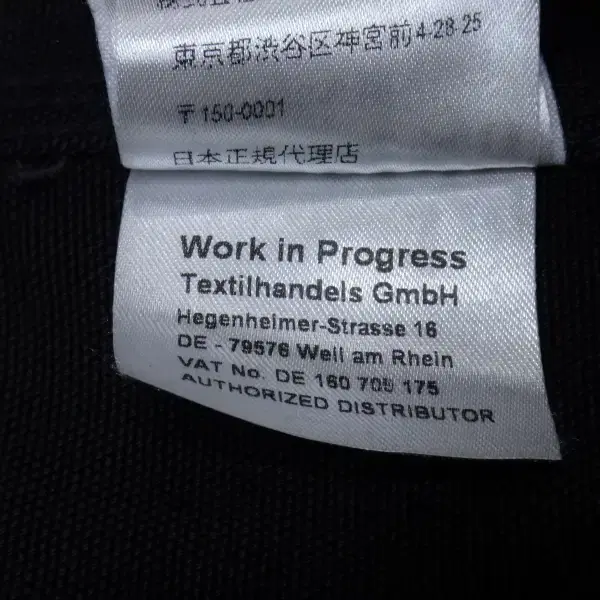 東京都渋谷区神宮前4-28-25
〒150-0001
日本正規代理店
Work in Progress
Textilhandels GmbH
Hegenheimer-Strasse 16
DE - 79576 Weil am Rhein
VAT No. DE 160 705 175
AUTHORIZED DISTRIBUTOR